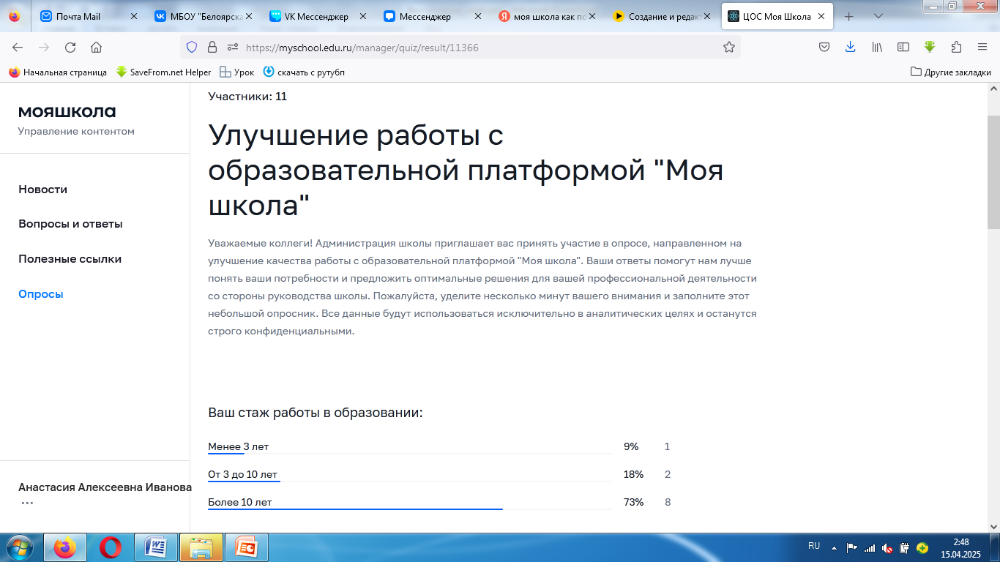 Почта Mail
МБОУ "Белоярска
VK Мессенджер
Мессенджер
моя школа как по
Создание и редакт
ЦОС Моя Школа
https://myschool.edu.ru/manager/quiz/result/11366
Начальная страница
SaveFrom.net Helper
Урок
скачать с рутубп
Другие закладки
мояшкола
Управление контентом
Новости
Вопросы и ответы
Полезные ссылки
Опросы
Анастасия Алексеевна Иванова
Участники: 11
Улучшение работы с
образовательной платформой "Моя
школа"
Уважаемые коллеги! Администрация школы приглашает вас принять участие в опросе, направленном на
улучшение качества работы с образовательной платформой "Моя школа". Ваши ответы помогут нам лучше
понять ваши потребности и предложить оптимальные решения для вашей профессиональной деятельности
со стороны руководства школы. Пожалуйста, уделите несколько минут вашего внимания и заполните этот
небольшой опросник. Все данные будут использоваться исключительно в аналитических целях и останутся
строго конфиденциальными.
Ваш стаж работы в образовании:
Менее 3 лет 9% 1
От 3 до 10 лет 18% 2
Более 10 лет 73% 8
RU
2:48
15.04.2025